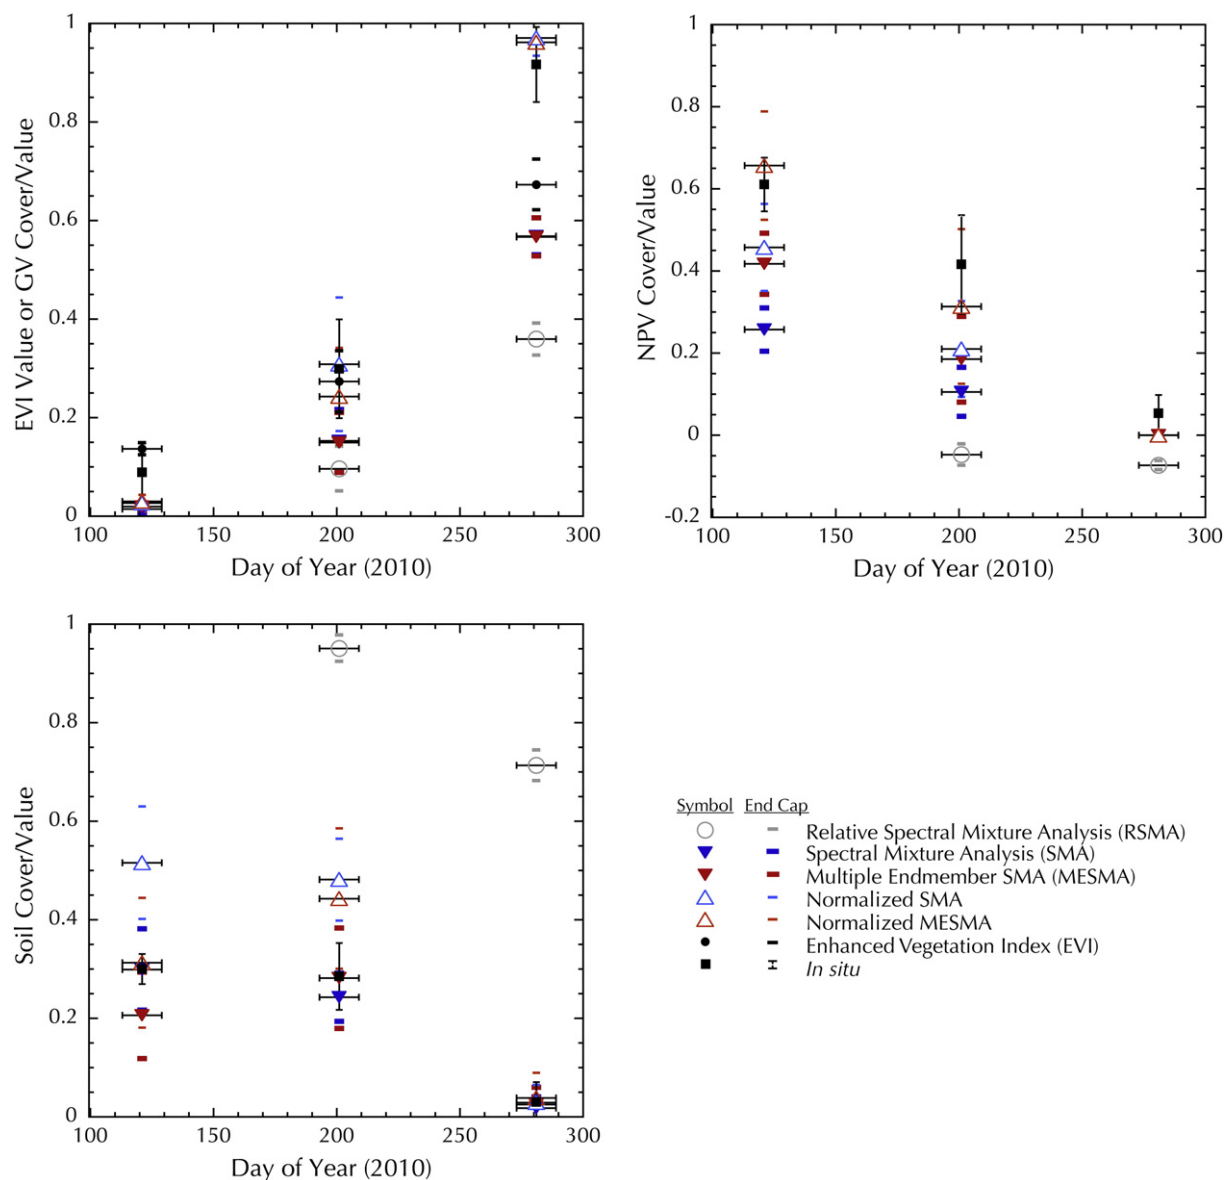 1
0.8
0.6
0.4
0.2
0
EVI Value or GV Cover/Value
100 150 200 250 300
Day of Year (2010)
1
0.8
0.6
0.4
0.2
0
-0.2
NPV Cover/Value
100 150 200 250 300
Day of Year (2010)
1
0.8
0.6
0.4
0.2
0
Soil Cover/Value
100 150 200 250 300
Day of Year (2010)
Symbol End Cap
Relative Spectral Mixture Analysis (RSMA)
Spectral Mixture Analysis (SMA)
Multiple Endmember SMA (MESMA)
Normalized SMA
Normalized MESMA
Enhanced Vegetation Index (EVI)
In situ